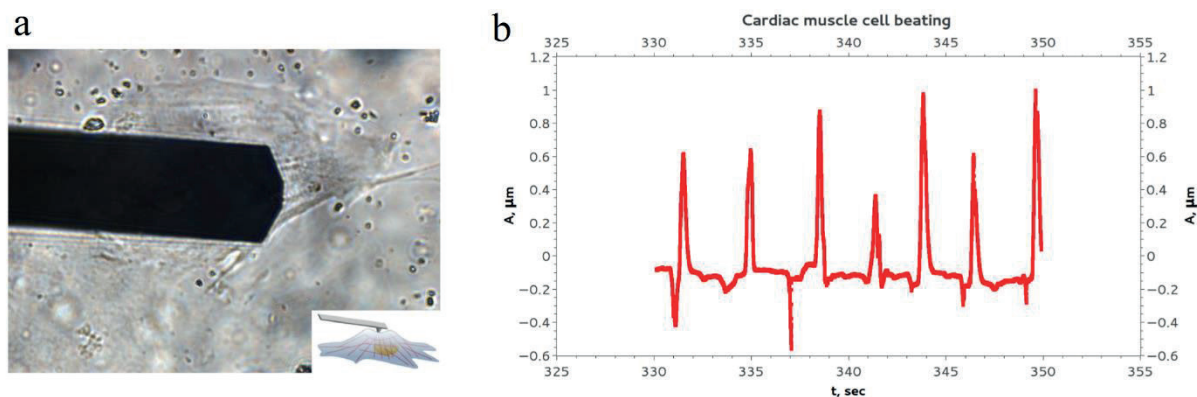 a
b
Cardiac muscle cell beating
325 330 335 340 345 350 355
1.2 1.2
1 1
0.8 0.8
0.6 0.6
0.4 0.4
0.2 0.2
0 0
−0.2 −0.2
−0.4 −0.4
−0.6 −0.6
A, μm
A, μm
325 330 335 340 345 350 355
t, sec